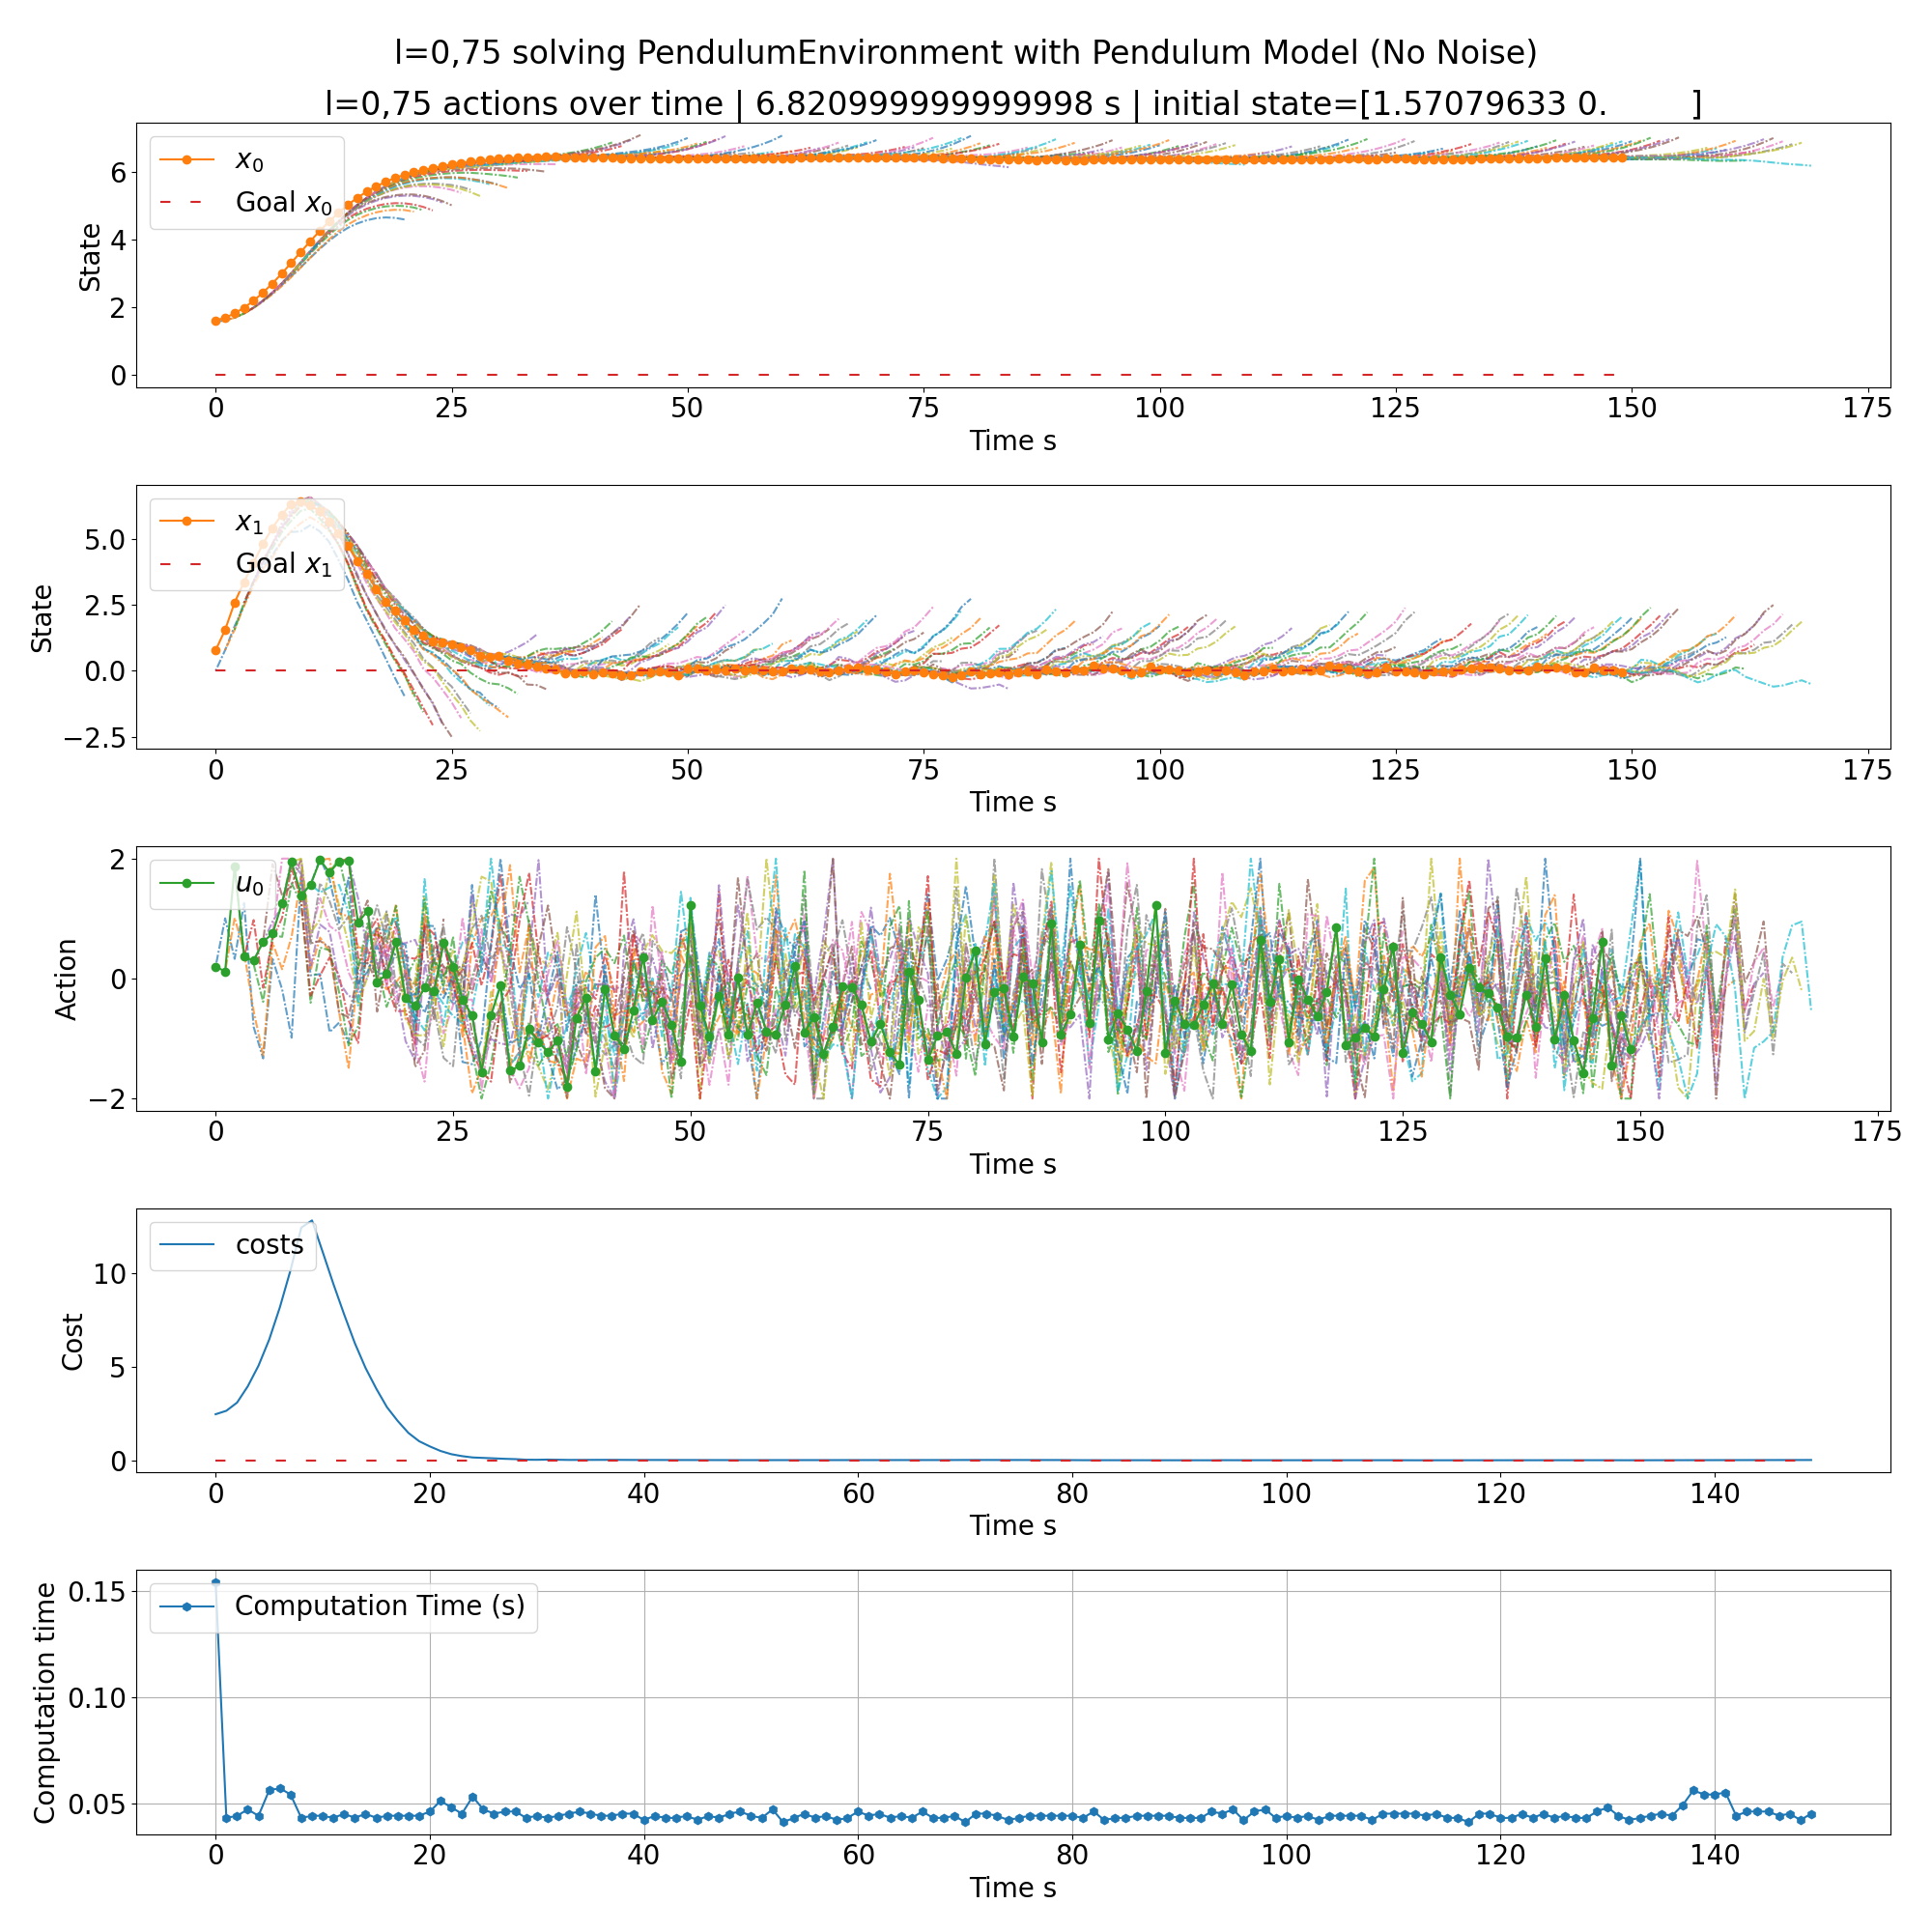 l=0,75 solving PendulumEnvironment with Pendulum Model (No Noise)
l=0,75 actions over time | 6.820999999999998 s | initial state=[1.57079633 0. ]
x0
Goal x0
State
6
4
2
0
0 25 50 75 100 125 150 175
Time s
x1
Goal x1
State
5.0
2.5
0.0
−2.5
0 25 50 75 100 125 150 175
Time s
u0
Action
2
0
−2
0 25 50 75 100 125 150 175
Time s
costs
Cost
10
5
0
0 20 40 60 80 100 120 140
Time s
Computation Time (s)
Computation time
0.15
0.10
0.05
0 20 40 60 80 100 120 140
Time s